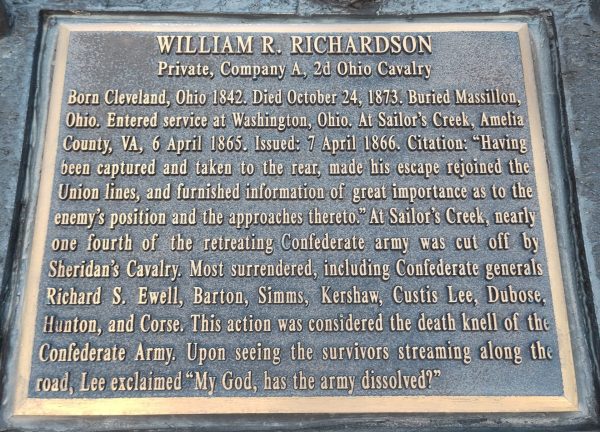 WILLIAM R. RICHARDSON
Private, Company A, 2d Ohio Cavalry
Born Cleveland, Ohio 1842. Died October 24, 1873. Buried Massillon,
Ohio. Entered service at Washington, Ohio. At Sailor's Creek, Amelia
County, VA, 6 April 1865. Issued: 7 April 1866. Citation: "Having
been captured and taken to the rear, made his escape rejoined the
Union lines, and furnished information of great importance as to the
enemy's position and the approaches thereto." At Sailor's Creek, nearly
one fourth of the retreating Confederate army was cut off by
Sheridan's Cavalry. Most surrendered, including Confederate generals
Richard S. Ewell, Barton, Simms, Kershaw, Custis Lee, Dubose,
Hunton, and Corse. This action was considered the death knell of the
Confederate Army. Upon seeing the survivors streaming along the
road, Lee exclaimed "My God, has the army dissolved?"